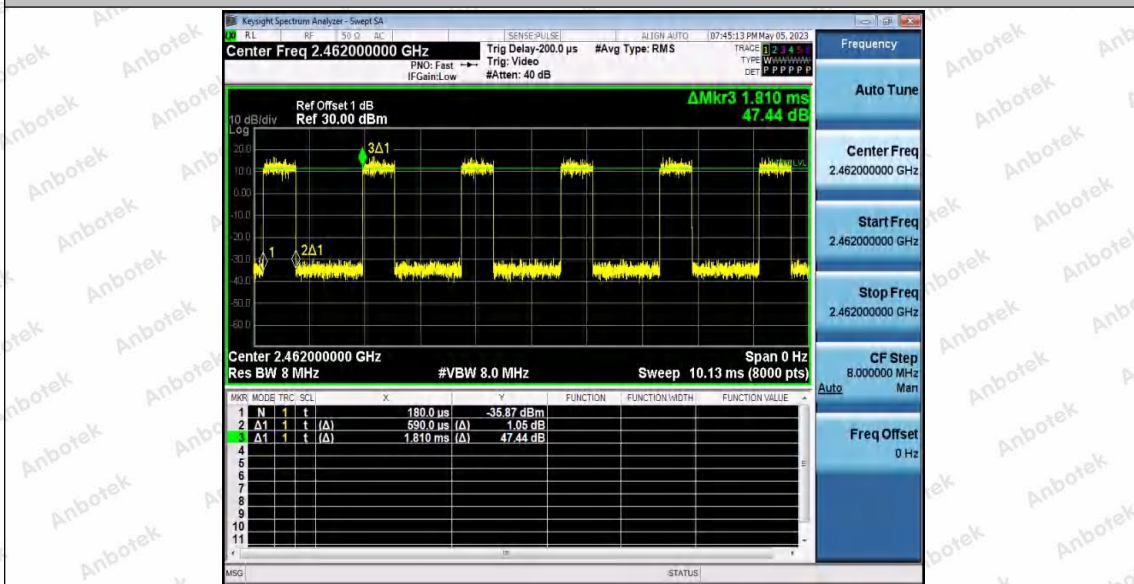 Keysight Spectrum Analyzer - Swept SA
RL RF 50 Ω AC SENSE:PULSE ALIGN AUTO 07:45:13 PM May 05, 2023
Center Freq 2.462000000 GHz
PNO: Fast
IFGain:Low
Trig Delay-200.0 µs
Trig: Video
#Atten: 40 dB
#Avg Type: RMS
TRACE 1 2 3 4 5 6
TYPE W
DET P P P P P P
ΔMkr3 1.810 ms
47.44 dB
Ref Offset 1 dB
Ref 30.00 dBm
10 dB/div
Log
20.0
10.0
0.00
-10.0
-20.0
-30.0
-40.0
-50.0
-60.0
3Δ1
1
2Δ1
Center 2.462000000 GHz
Span 0 Hz
Res BW 8 MHz
#VBW 8.0 MHz
Sweep 10.13 ms (8000 pts)
MKR MODE TRC SCL X Y FUNCTION FUNCTION WIDTH FUNCTION VALUE
1 N 1 t 180.0 µs -35.87 dBm
2 Δ1 1 t (Δ) 590.0 µs (Δ) 1.05 dB
3 Δ1 1 t (Δ) 1.810 ms (Δ) 47.44 dB
4
5
6
7
8
9
10
11
MSG
STATUS
Frequency
Auto Tune
Center Freq
2.462000000 GHz
Start Freq
2.462000000 GHz
Stop Freq
2.462000000 GHz
CF Step
8.000000 MHz
Auto Man
Freq Offset
0 Hz
Anbotek